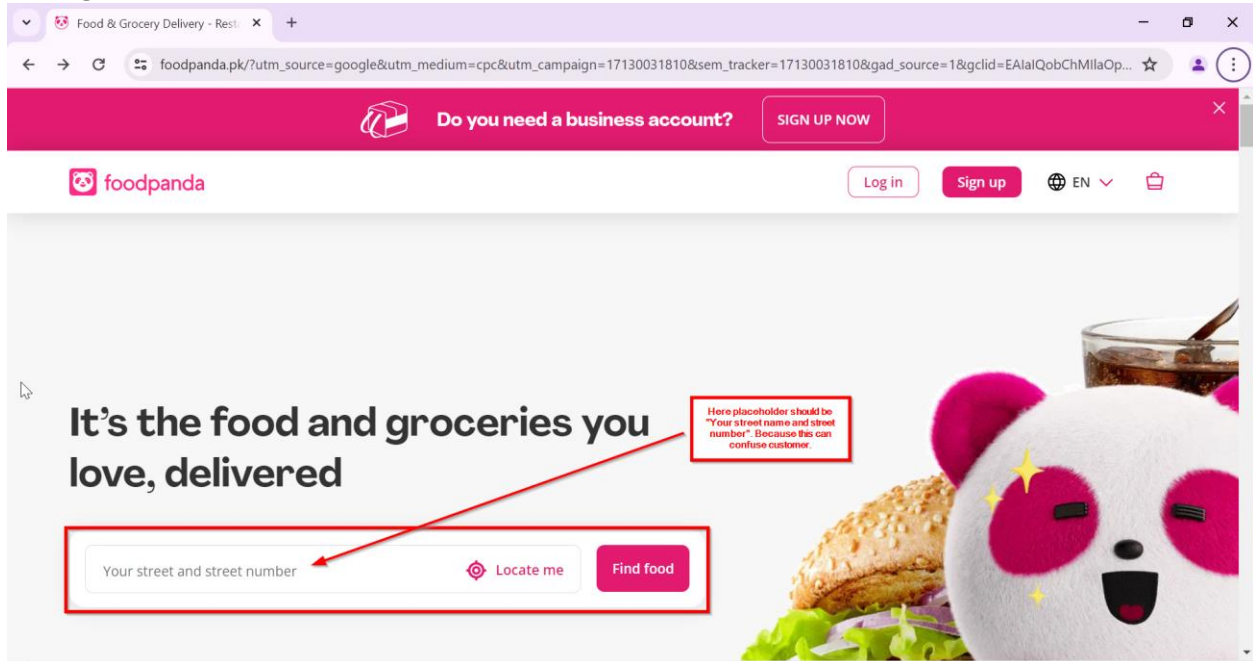 Food & Grocery Delivery - Rest
foodpanda.pk/?utm_source=google&utm_medium=cpc&utm_campaign=17130031810&sem_tracker=17130031810&gad_source=1&gclid=EAIaIQobChMIlaOp...
Do you need a business account?
SIGN UP NOW
foodpanda
Log in
Sign up
EN
It's the food and groceries you
love, delivered
Here placeholder should be
"Your street name and street
number". Because this can
confuse customer.
Your street and street number
Locate me
Find food